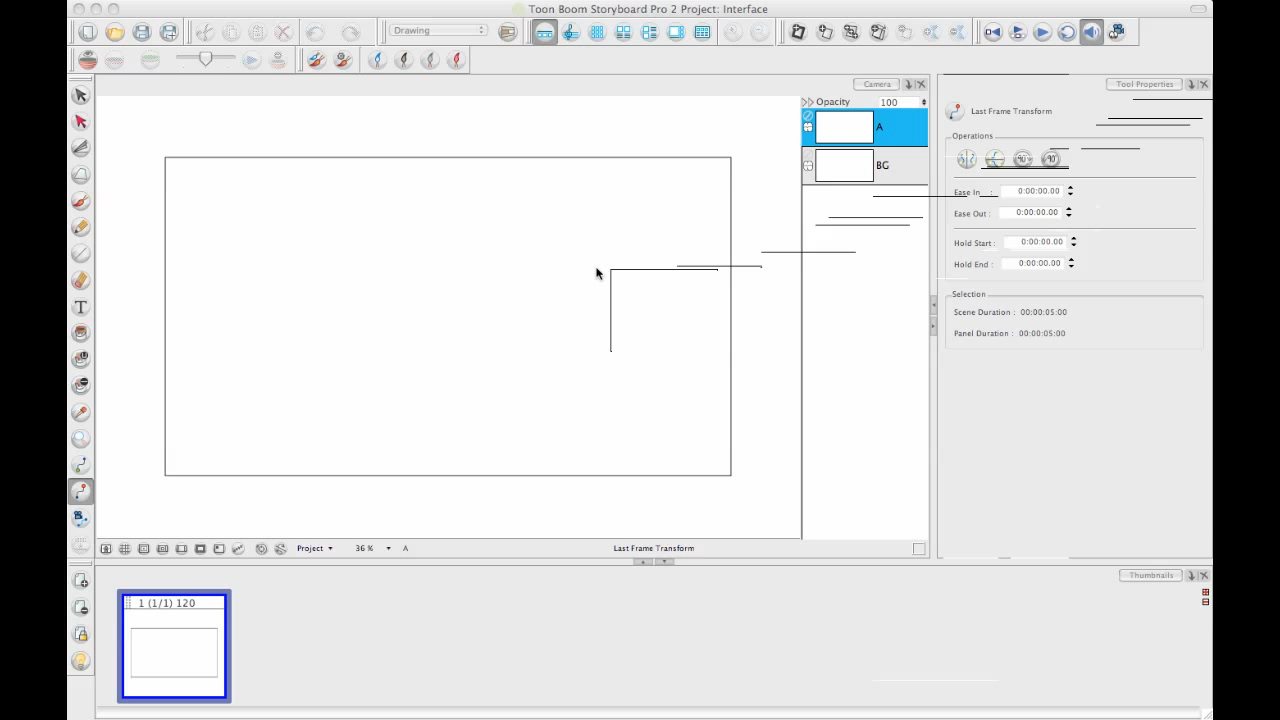 Toon Boom Storyboard Pro 2 Project: Interface
Drawing
Camera
Tool Properties
Opacity 100
A
BG
Last Frame Transform
Operations
Ease In : 0:00:00.00
Ease Out : 0:00:00.00
Hold Start : 0:00:00.00
Hold End : 0:00:00.00
Selection
Scene Duration : 00:00:05:00
Panel Duration : 00:00:05:00
T
Project 36 % A Last Frame Transform
Thumbnails
1 (1/1) 120